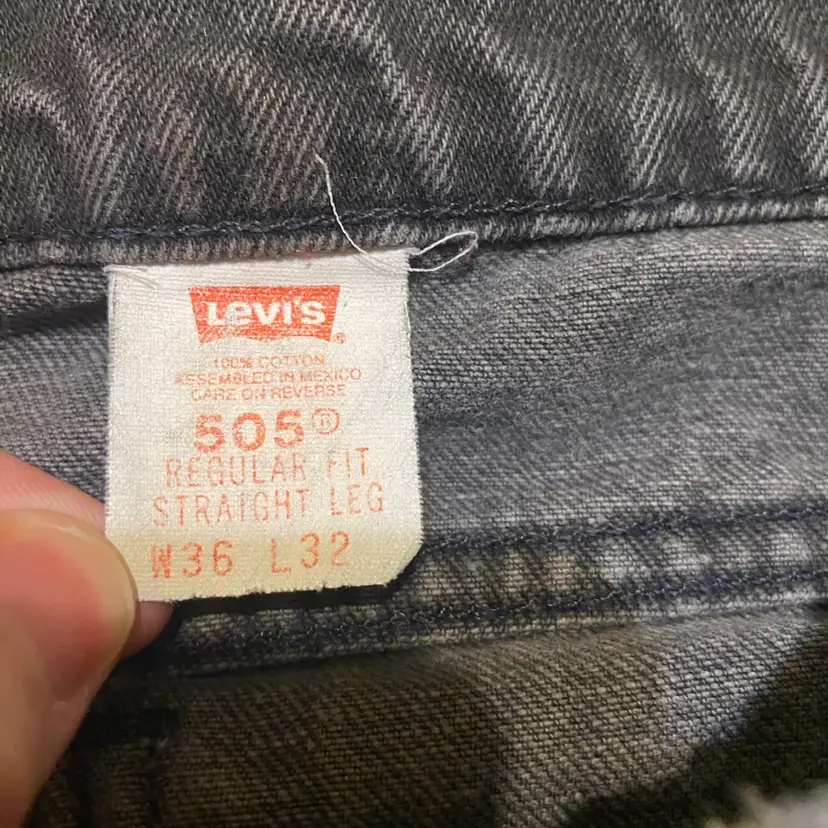 Levi's®
100% COTTON
ASSEMBLED IN MEXICO
CARE ON REVERSE
505®
REGULAR FIT
STRAIGHT LEG
W36 L32